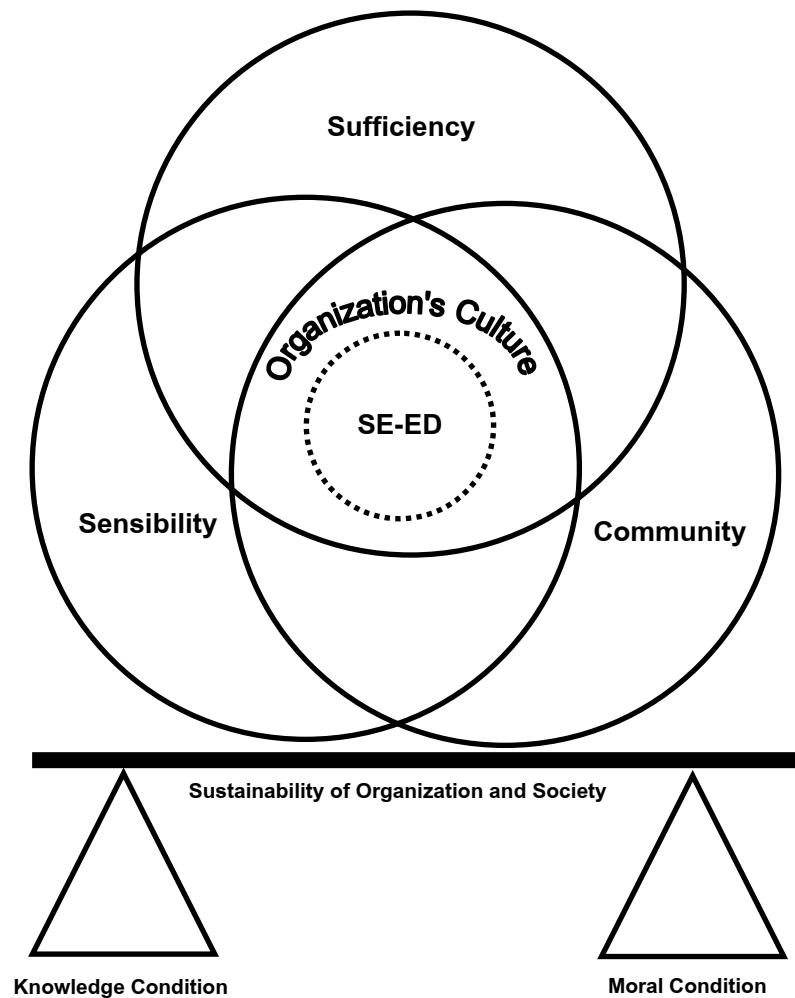 Sufficiency
Organization's Culture
SE-ED
Sensibility
Community
Sustainability of Organization and Society
Knowledge Condition
Moral Condition